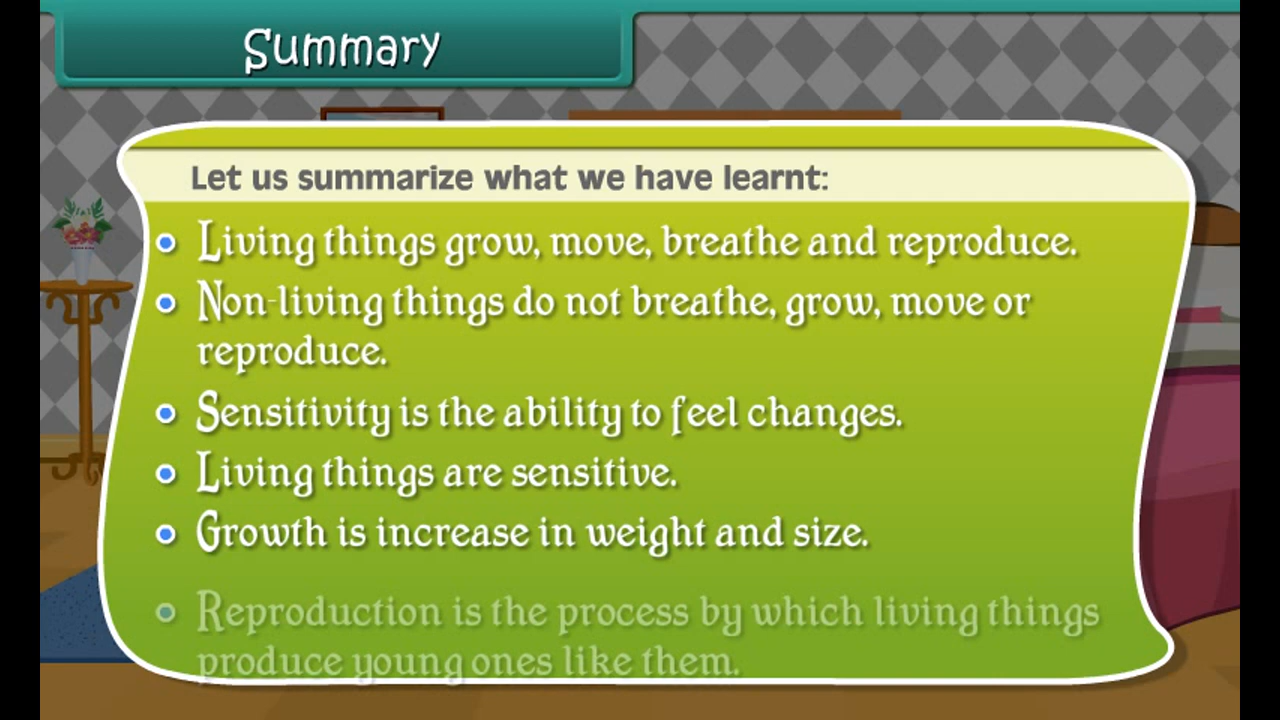 Summary
Let us summarize what we have learnt:
Living things grow, move, breathe and reproduce.
Non-living things do not breathe, grow, move or
reproduce.
Sensitivity is the ability to feel changes.
Living things are sensitive.
Growth is increase in weight and size.
Reproduction is the process by which living things
produce young ones like them.